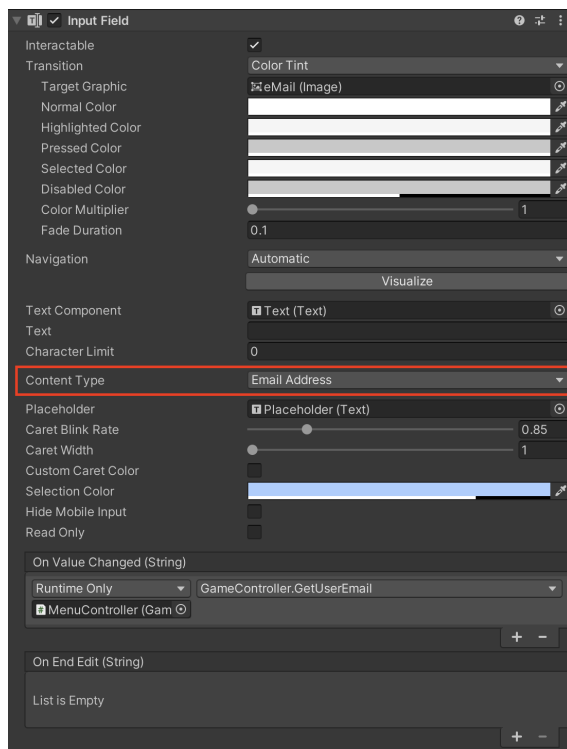 Input Field
Interactable
Transition Color Tint
Target Graphic eMail (Image)
Normal Color
Highlighted Color
Pressed Color
Selected Color
Disabled Color
Color Multiplier 1
Fade Duration 0.1
Navigation Automatic
Visualize
Text Component Text (Text)
Text
Character Limit 0
Content Type Email Address
Placeholder Placeholder (Text)
Caret Blink Rate 0.85
Caret Width 1
Custom Caret Color
Selection Color
Hide Mobile Input
Read Only
On Value Changed (String)
Runtime Only GameController.GetUserEmail
MenuController (Gam
+ -
On End Edit (String)
List is Empty
+ -